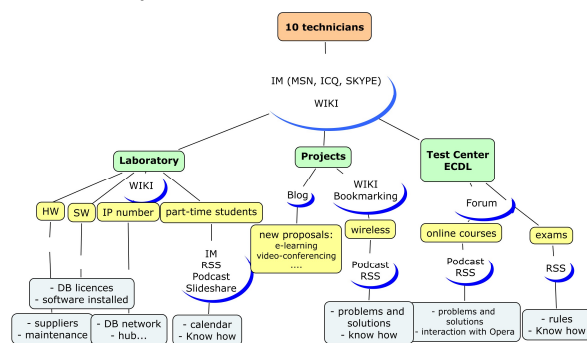 10 technicians
IM (MSN, ICQ, SKYPE)
WIKI
Laboratory
Projects
Test Center
ECDL
WIKI
HW
SW
IP number
part-time students
Blog
WIKI
Bookmarking
Forum
new proposals:
e-learning
video-conferencing
....
wireless
online courses
exams
IM
RSS
Podcast
Slideshare
Podcast
RSS
Podcast
RSS
RSS
- DB licences
- software installed
- suppliers
- maintenance
- DB network
- hub...
- calendar
- Know how
- problems and
solutions
- know how
- problems and
solutions
- interaction with Opera
- rules
- Know how